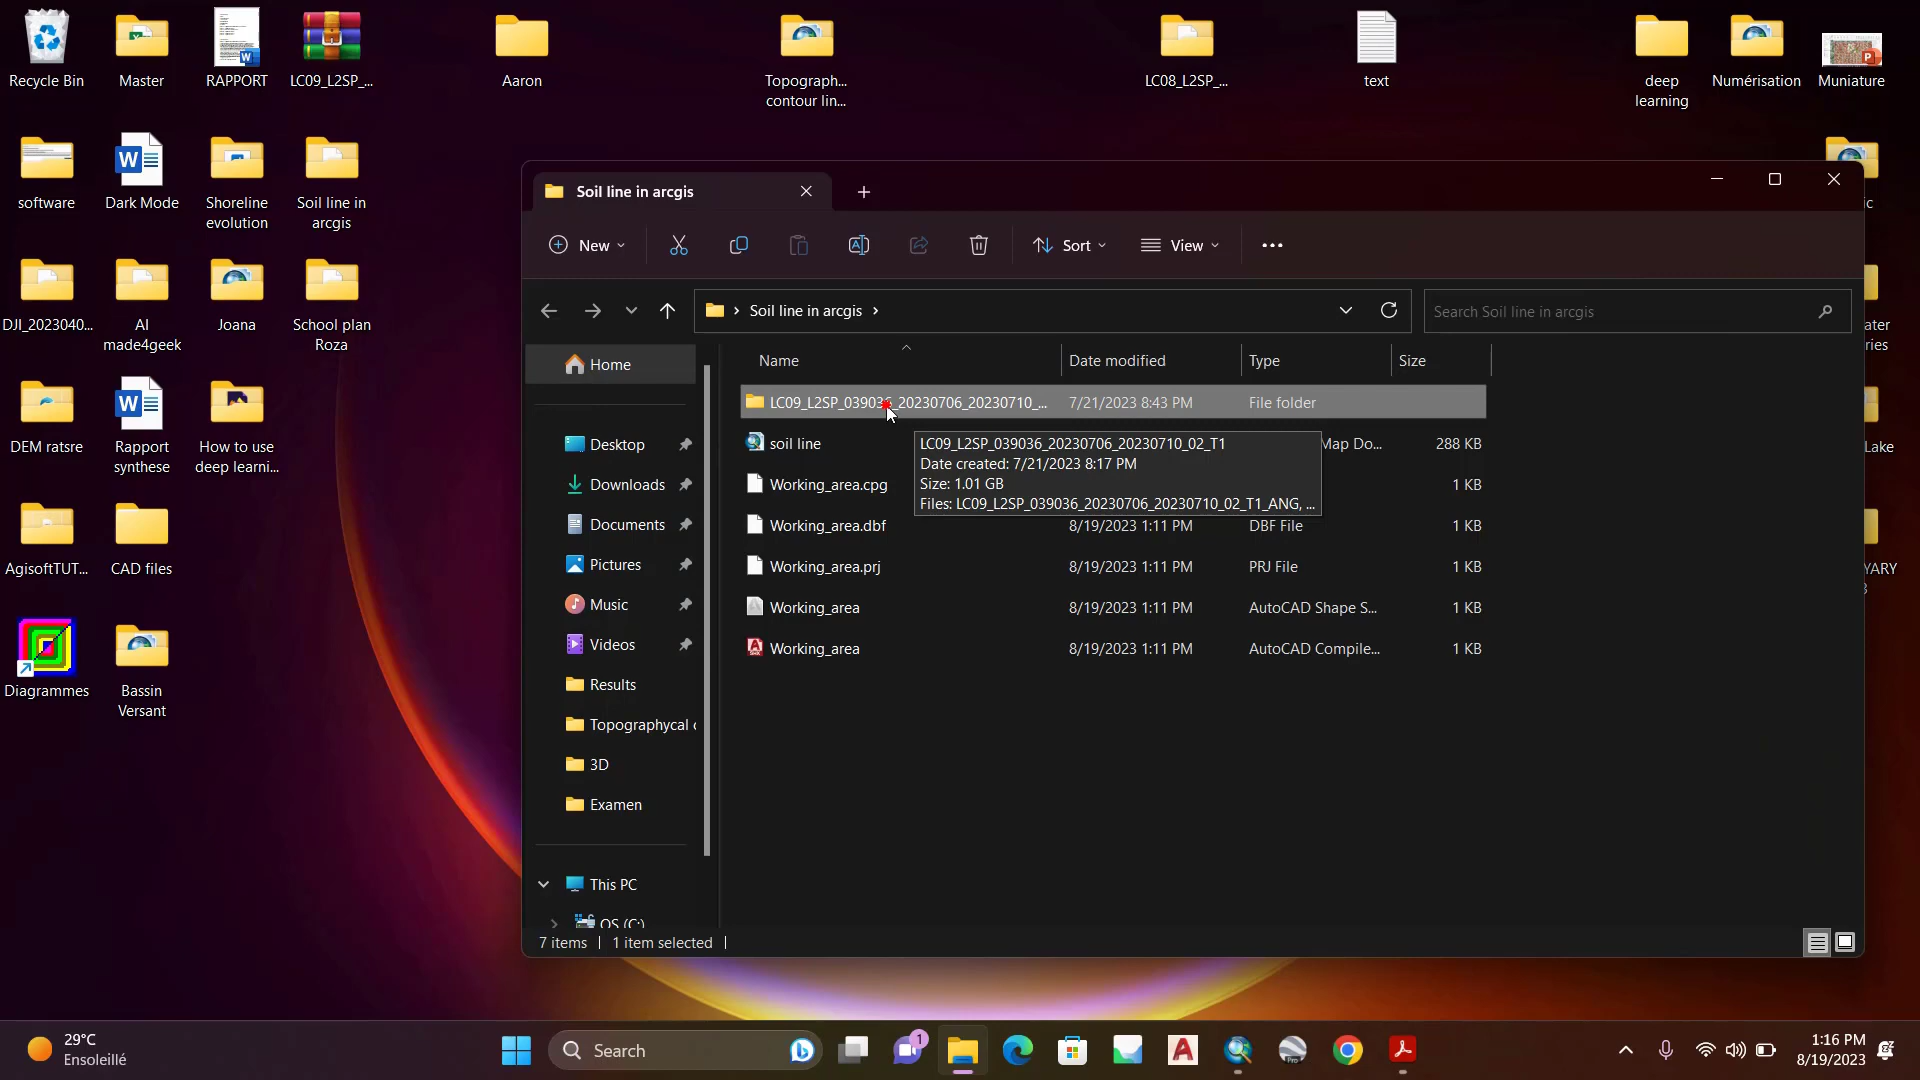 Recycle Bin
Master
RAPPORT
LC09_L2SP_...
Aaron
Topograph...
contour lin...
LC08_L2SP_...
text
deep
learning
Numérisation
Muniature
software
Dark Mode
Shoreline
evolution
Soil line in
arcgis
ic
DJI_2023040...
AI
made4geek
Joana
School plan
Roza
ater
ries
DEM ratsre
Rapport
synthese
How to use
deep learni...
Lake
AgisoftTUT...
CAD files
YARY
3
Diagrammes
Bassin
Versant
Soil line in arcgis
New
Sort
View
Soil line in arcgis
Search Soil line in arcgis
Home
Desktop
Downloads
Documents
Pictures
Music
Videos
Results
Topographycal c
3D
Examen
This PC
OS (C:)
Name
Date modified
Type
Size
LC09_L2SP_039036_20230706_20230710_...
7/21/2023 8:43 PM
File folder
soil line
Map Do...
288 KB
LC09_L2SP_039036_20230706_20230710_02_T1
Date created: 7/21/2023 8:17 PM
Size: 1.01 GB
Files: LC09_L2SP_039036_20230706_20230710_02_T1_ANG, ...
Working_area.cpg
1 KB
Working_area.dbf
8/19/2023 1:11 PM
DBF File
1 KB
Working_area.prj
8/19/2023 1:11 PM
PRJ File
1 KB
Working_area
8/19/2023 1:11 PM
AutoCAD Shape S...
1 KB
Working_area
8/19/2023 1:11 PM
AutoCAD Compile...
1 KB
7 items
1 item selected
29°C
Ensoleillé
Search
1
Pro
1:16 PM
8/19/2023